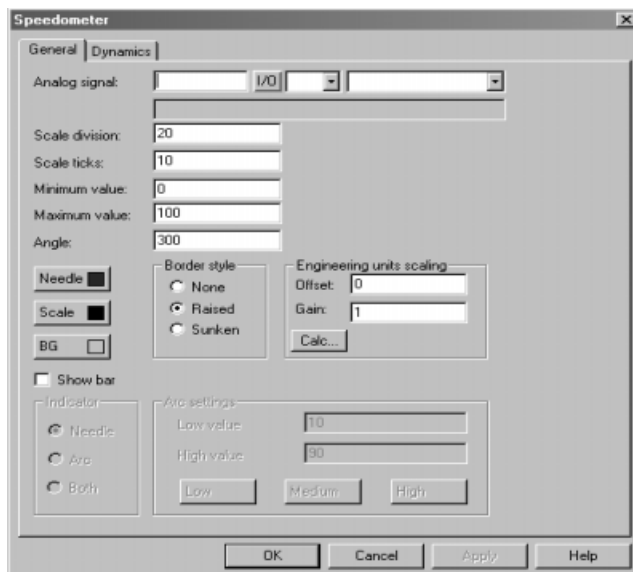 Speedometer
General Dynamics
Analog signal: I/O
Scale division: 20
Scale ticks: 10
Minimum value: 0
Maximum value: 100
Angle: 300
Needle Border style Engineering units scaling
None Offset: 0
Scale Raised Gain: 1
BG Sunken Calc...
Show bar
Indicator Arc settings
Needle Low value 10
Arc High value 90
Both Low Medium High
OK Cancel Apply Help